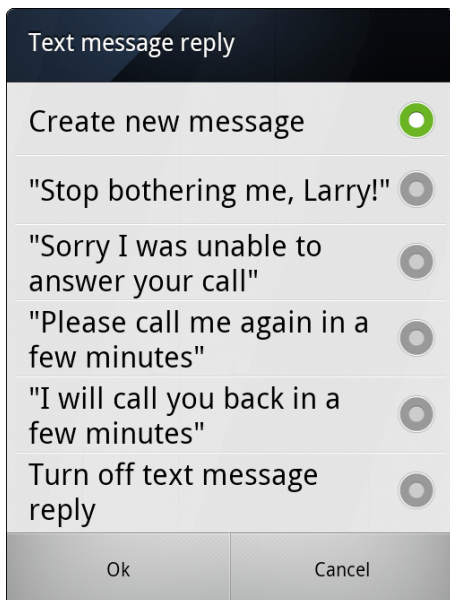 Text message reply
Create new message
"Stop bothering me, Larry!"
"Sorry I was unable to
answer your call"
"Please call me again in a
few minutes"
"I will call you back in a
few minutes"
Turn off text message
reply
Ok
Cancel